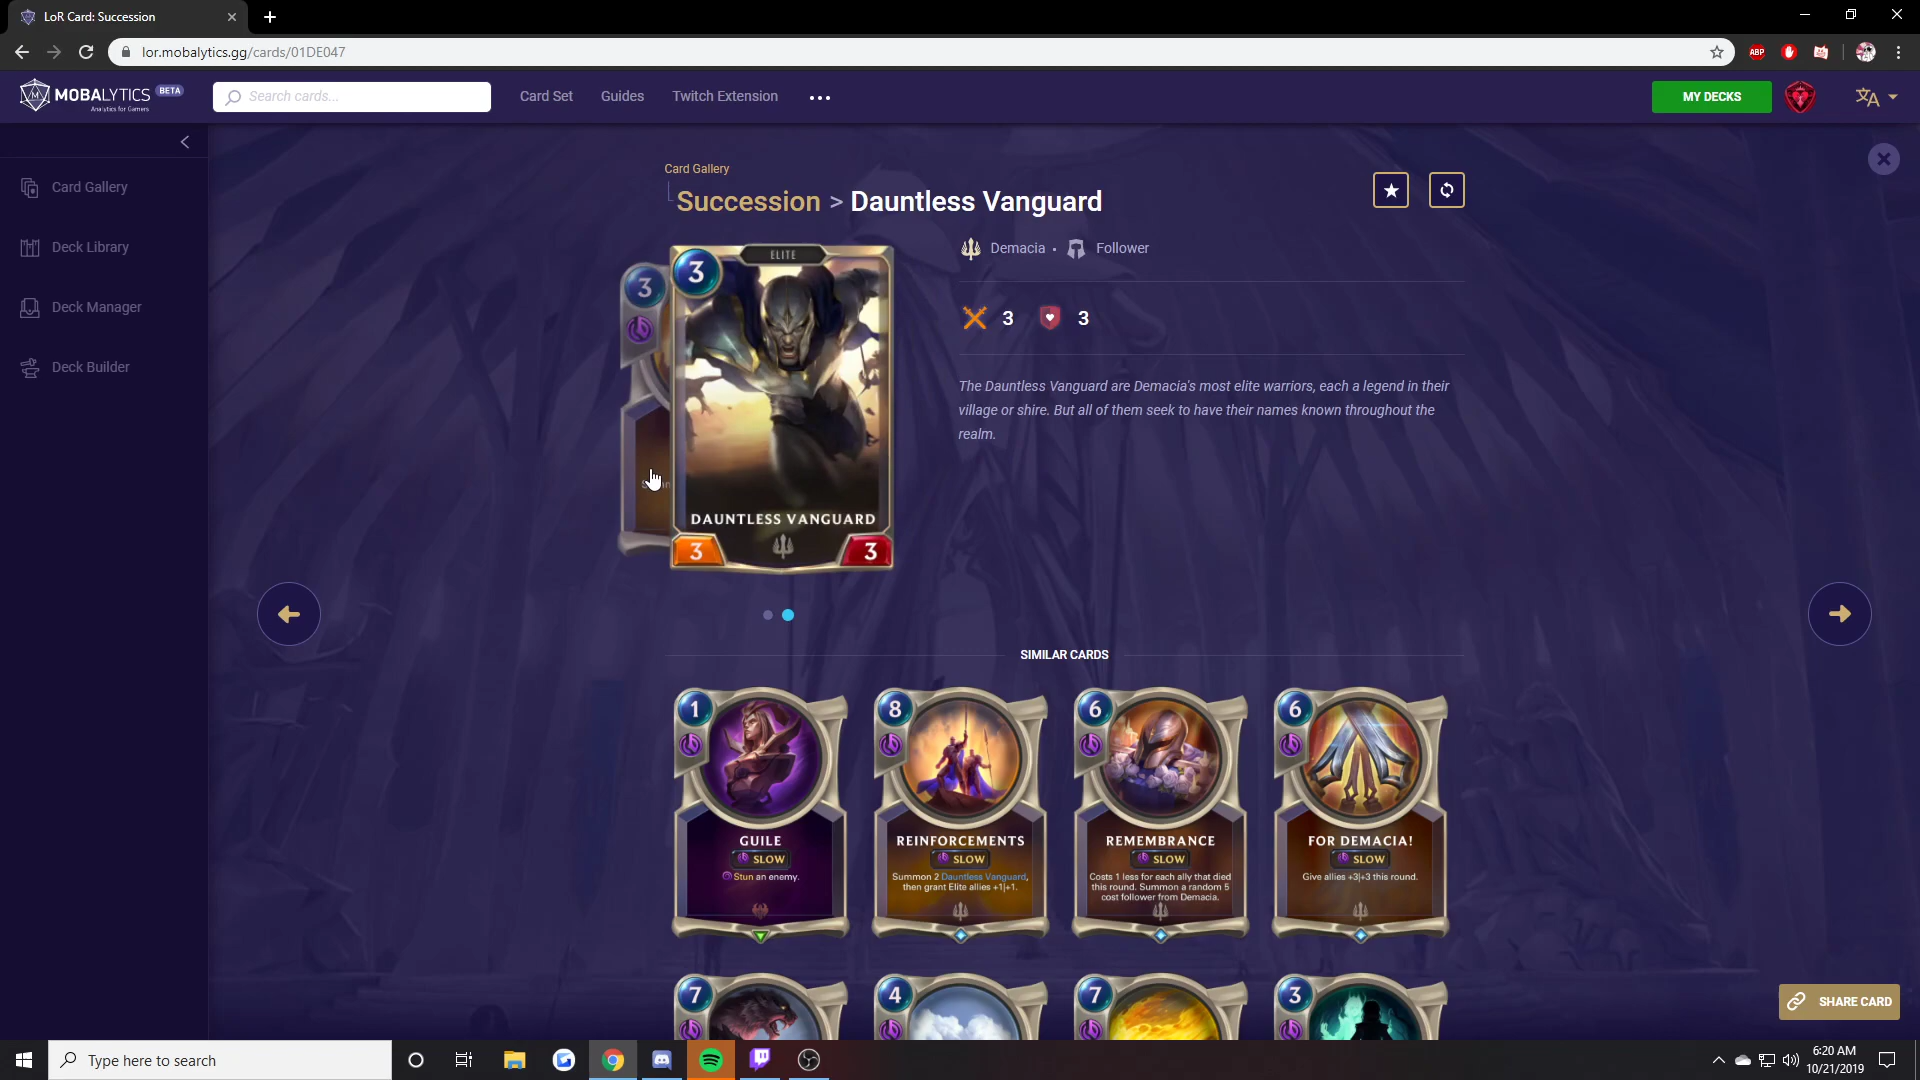 LoR Card: Succession
lor.mobalytics.gg/cards/01DE047
ABP
MOBALYTICS BETA
Analytics for Gamers
Search cards...
Card Set
Guides
Twitch Extension
MY DECKS
Card Gallery
Deck Library
Deck Manager
Deck Builder
Card Gallery
Succession > Dauntless Vanguard
Demacia • Follower
3 3
The Dauntless Vanguard are Demacia's most elite warriors, each a legend in their
village or shire. But all of them seek to have their names known throughout the
realm.
3
ELITE
3
DAUNTLESS VANGUARD
3 3
SIMILAR CARDS
1
GUILE
SLOW
Stun an enemy.
8
REINFORCEMENTS
SLOW
Summon 2 Dauntless Vanguard,
then grant Elite allies +1|+1.
6
REMEMBRANCE
SLOW
Costs 1 less for each ally that died
this round. Summon a random 5
cost follower from Demacia.
6
FOR DEMACIA!
SLOW
Give allies +3|+3 this round.
7
4
7
3
SHARE CARD
Type here to search
6:20 AM
10/21/2019